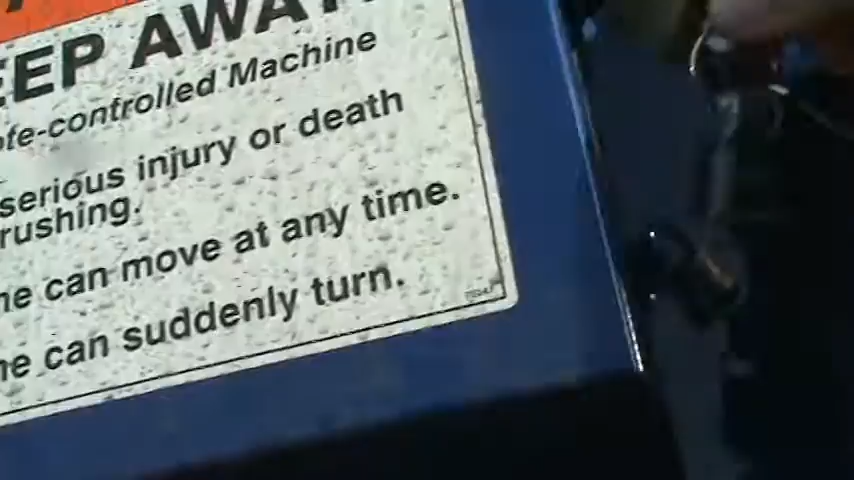 EEP AWAY
ote-controlled Machine
serious injury or death
rushing.
ne can move at any time.
ne can suddenly turn.